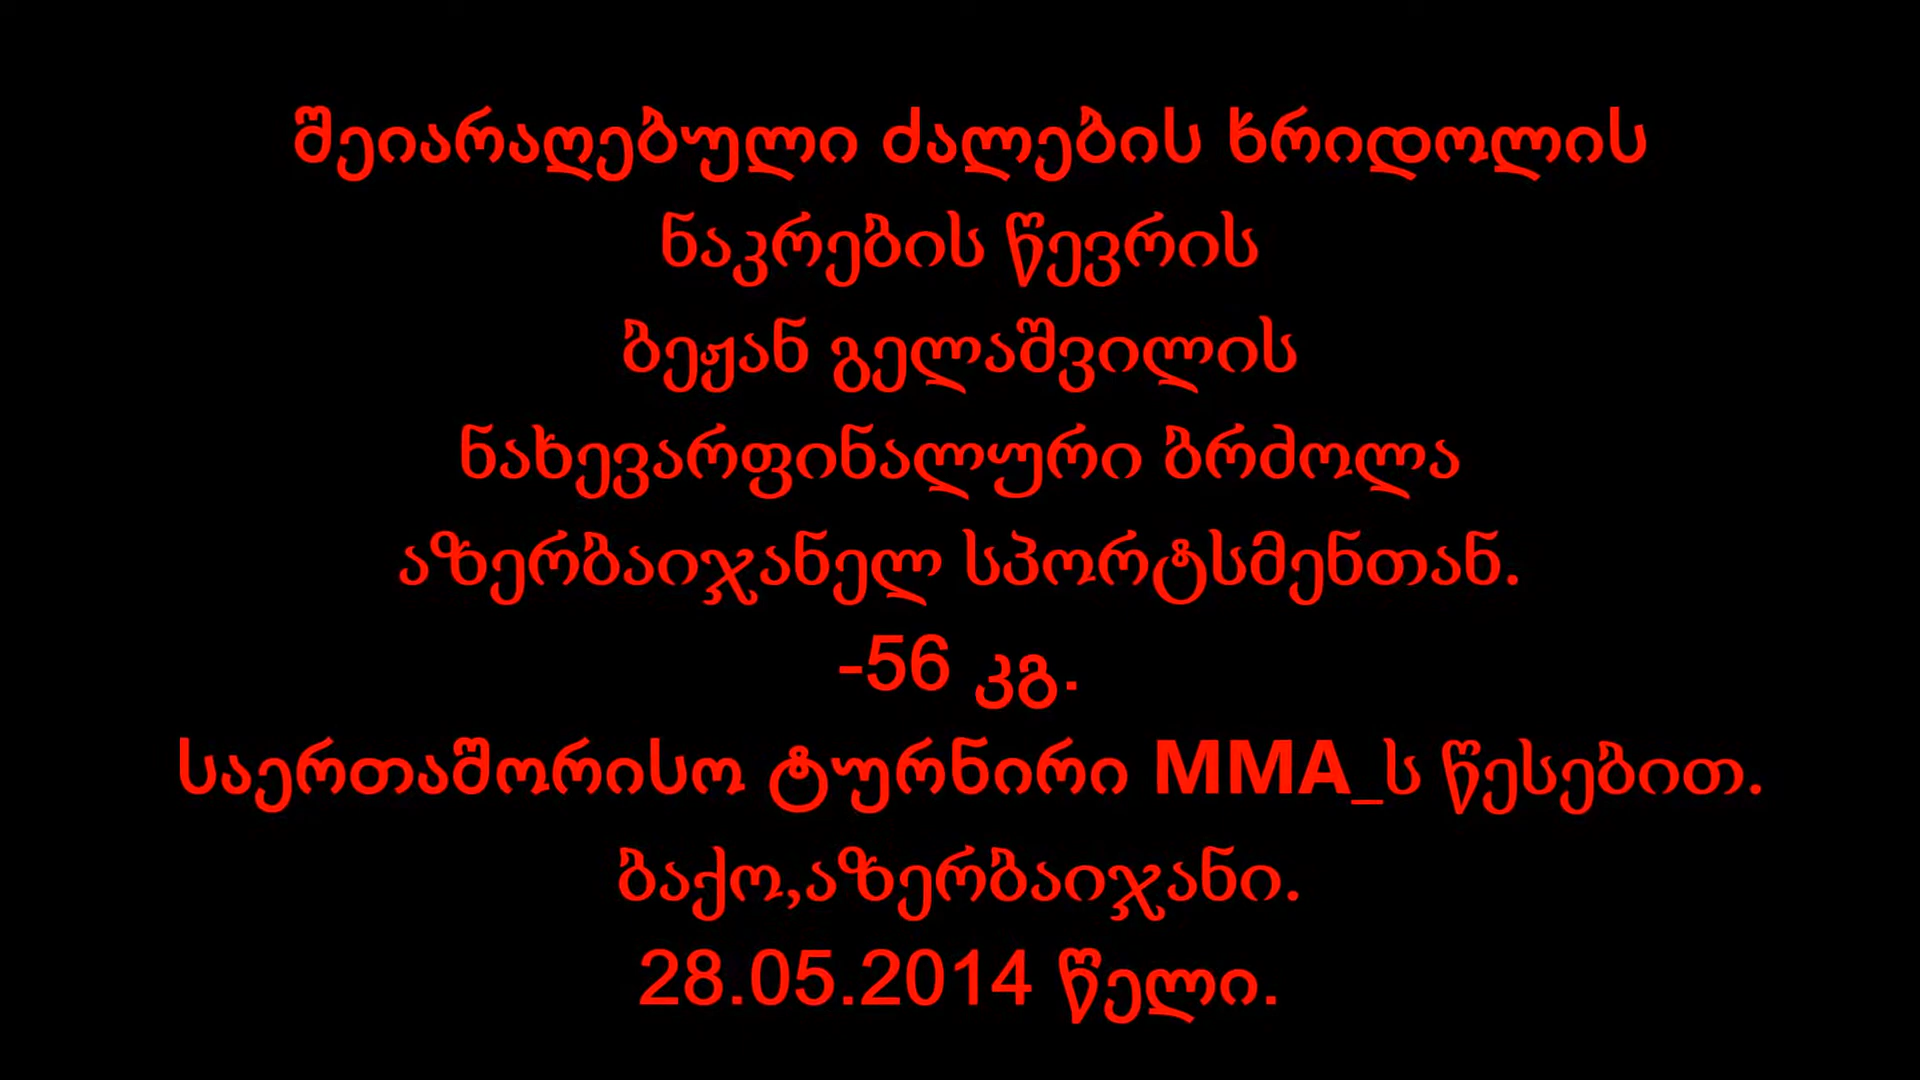 შეიარაღებული ძალების ხრიდოლის
ნაკრების წევრის
ბეჟან გელაშვილის
ნახევარფინალური ბრძოლა
აზერბაიჯანელ სპორტსმენთან.
-56 კგ.
საერთაშორისო ტურნირი MMA_ს წესებით.
ბაქო,აზერბაიჯანი.
28.05.2014 წელი.